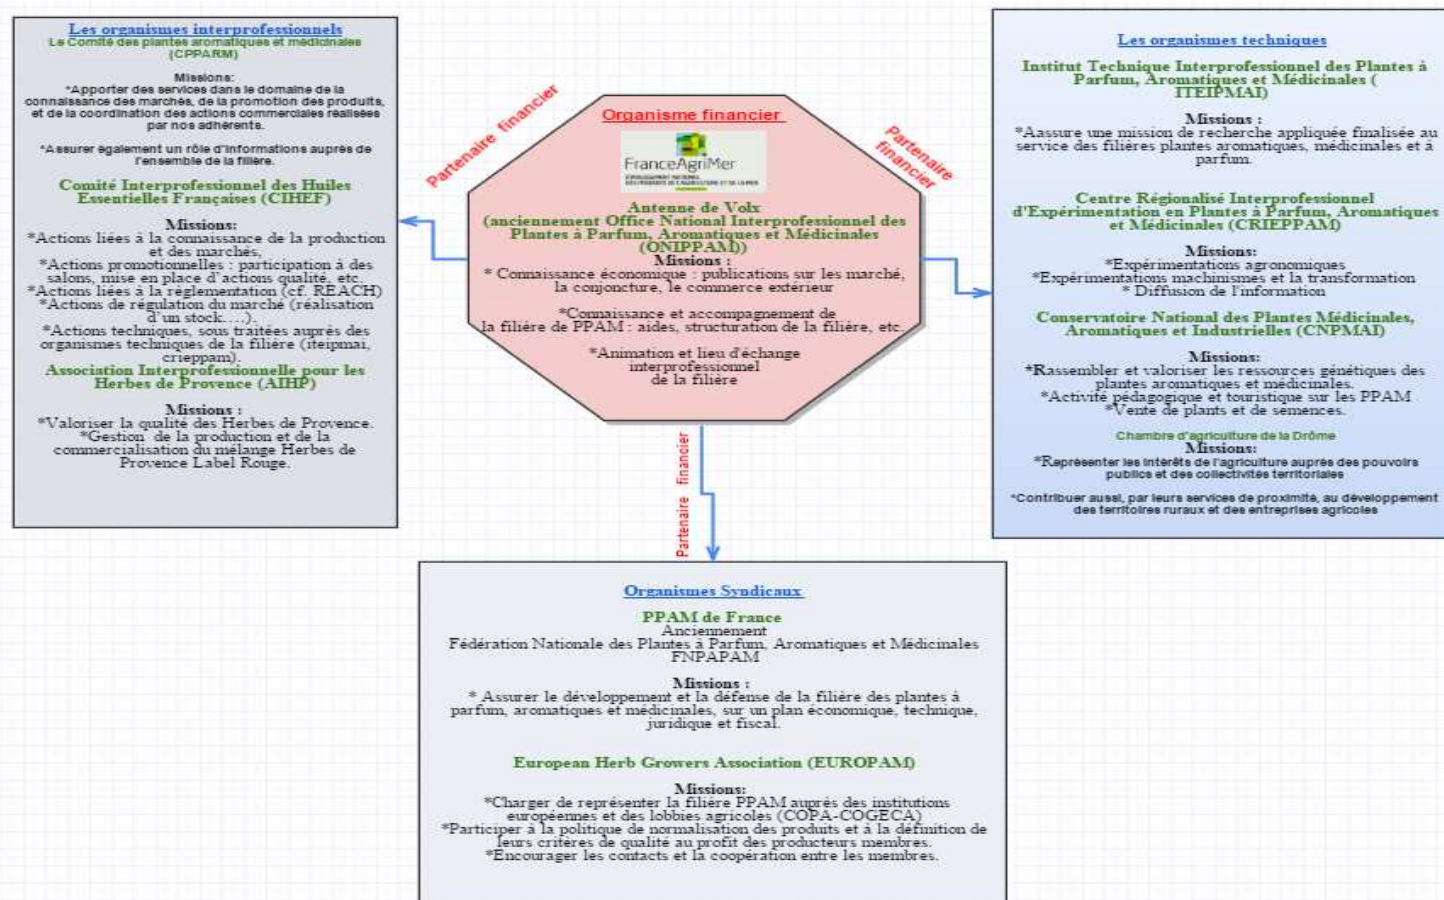 Les organismes interprofessionnels
Le Comité des plantes aromatiques et médicinales
(CPPARM)
Missions:
*Apporter des services dans le domaine de la
connaissance des marchés, de la promotion des produits,
et de la coordination des actions commerciales réalisées
par nos adhérents.
*Assurer également un rôle d'informations auprès de
l'ensemble de la filière.
Comité Interprofessionnel des Huiles
Essentielles Françaises (CIHEF)
Missions:
*Actions liées à la connaissance de la production
et des marchés,
*Actions promotionnelles : participation à des
salons, mise en place d'actions qualité, etc.
*Actions liées à la règlementation (cf. REACH)
*Actions de régulation du marché (réalisation
d'un stock....).
*Actions techniques, sous traitées auprès des
organismes techniques de la filière (iteipmai,
crieppam).
Association Interprofessionnelle pour les
Herbes de Provence (AIHP)
Missions :
*Valoriser la qualité des Herbes de Provence.
*Gestion de la production et de la
commercialisation du mélange Herbes de
Provence Label Rouge.
Partenaire financier
Organisme financier
FranceAgriMer
ÉTABLISSEMENT NATIONAL
DES PRODUITS DE L'AGRICULTURE ET DE LA MER
Antenne de Volx
(anciennement Office National Interprofessionnel des
Plantes à Parfum, Aromatiques et Médicinales
(ONIPPAM))
Missions :
* Connaissance économique : publications sur les marché,
la conjoncture, le commerce extérieur
*Connaissance et accompagnement de
la filière de PPAM : aides, structuration de la filière, etc.
*Animation et lieu d'échange
interprofessionnel
de la filière
Partenaire
financier
Les organismes techniques
Institut Technique Interprofessionnel des Plantes à
Parfum, Aromatiques et Médicinales (
ITEIPMAI)
Missions :
*Aassure une mission de recherche appliquée finalisée au
service des filières plantes aromatiques, médicinales et à
parfum.
Centre Régionalisé Interprofessionnel
d'Expérimentation en Plantes à Parfum, Aromatiques
et Médicinales (CRIEPPAM)
Missions:
*Expérimentations agronomiques
*Expérimentations machinismes et la transformation
* Diffusion de l'information
Conservatoire National des Plantes Médicinales,
Aromatiques et Industrielles (CNPMAI)
Missions:
*Rassembler et valoriser les ressources génétiques des
plantes aromatiques et médicinales.
*Activité pédagogique et touristique sur les PPAM
*Vente de plants et de semences.
Chambre d'agriculture de la Drôme
Missions:
*Représenter les intérêts de l'agriculture auprès des pouvoirs
publics et des collectivités territoriales
*Contribuer aussi, par leurs services de proximité, au développement
des territoires ruraux et des entreprises agricoles
Partenaire financier
Organismes Syndicaux
PPAM de France
Anciennement
Fédération Nationale des Plantes à Parfum, Aromatiques et Médicinales
FNPAPAM
Missions :
* Assurer le développement et la défense de la filière des plantes à
parfum, aromatiques et médicinales, sur un plan économique, technique,
juridique et fiscal.
European Herb Growers Association (EUROPAM)
Missions:
*Charger de représenter la filière PPAM auprès des institutions
européennes et des lobbies agricoles (COPA-COGECA)
*Participer à la politique de normalisation des produits et à la définition de
leurs critères de qualité au profit des producteurs membres.
*Encourager les contacts et la coopération entre les membres.